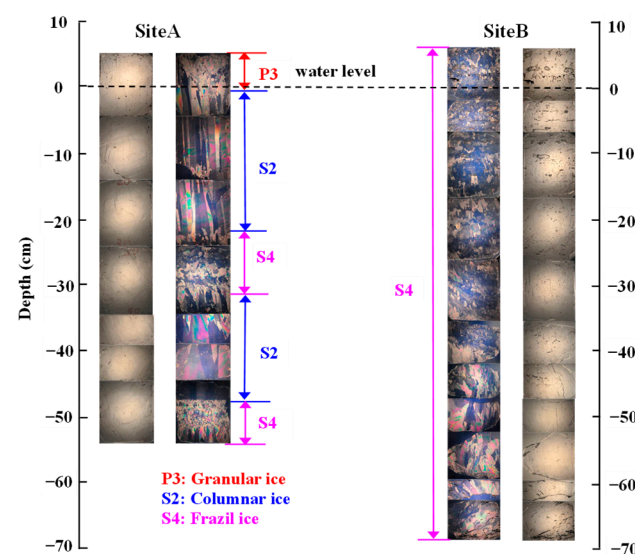 SiteA
SiteB
10
0
−10
−20
−30
−40
−50
−60
−70
Depth (cm)
P3
water level
S2
S4
S2
S4
S4
10
0
−10
−20
−30
−40
−50
−60
−70
P3: Granular ice
S2: Columnar ice
S4: Frazil ice